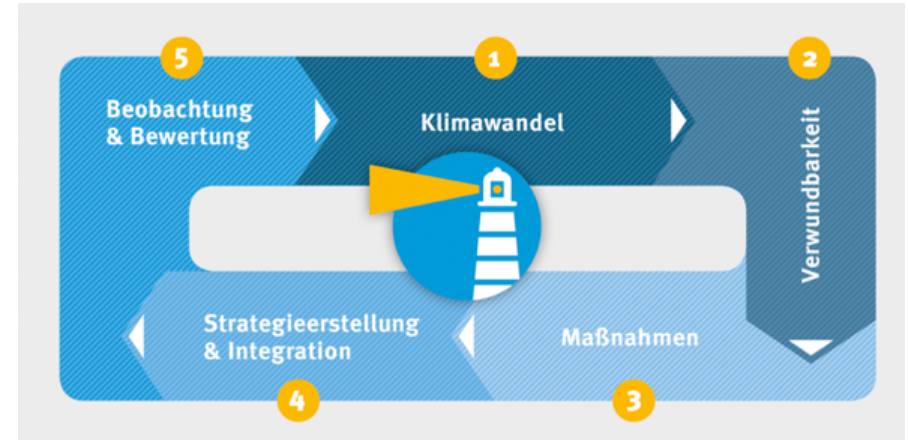 1
Klimawandel
2
Verwundbarkeit
3
Maßnahmen
4
Strategieerstellung
& Integration
5
Beobachtung
& Bewertung